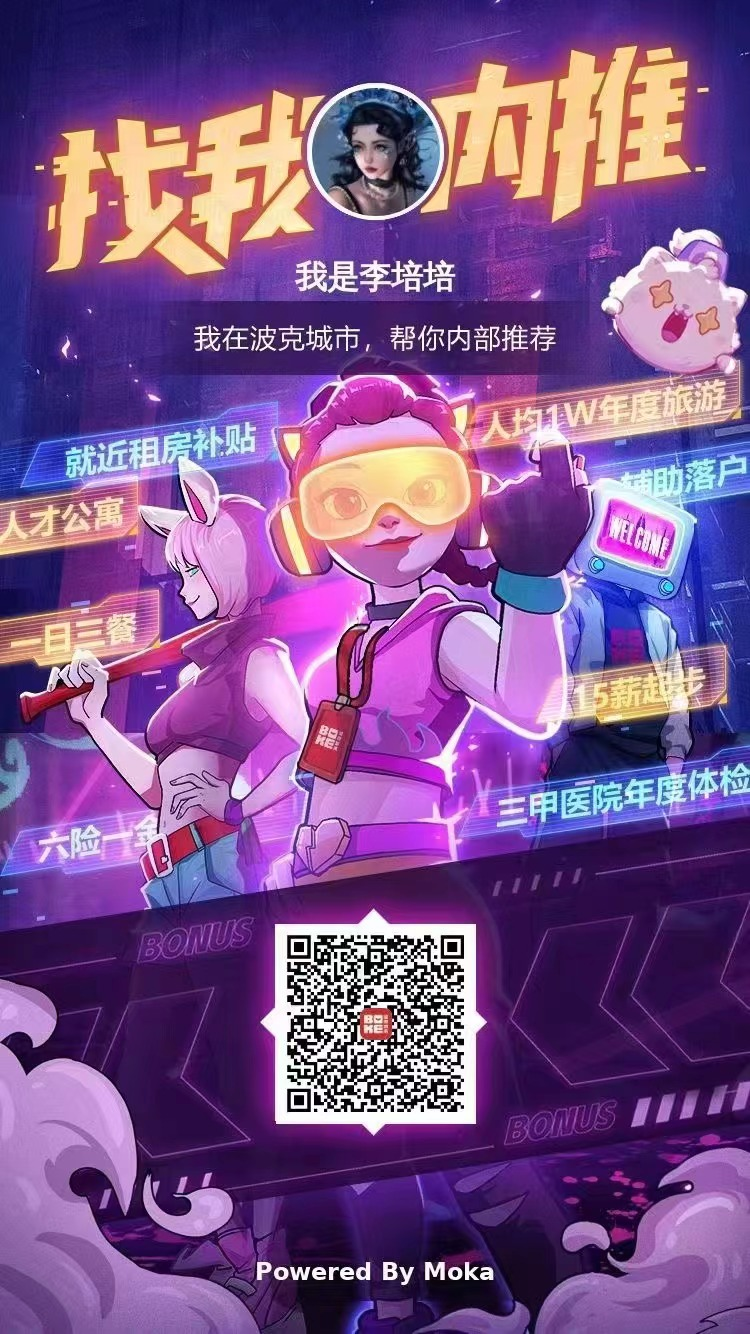 找我内推
我是李培培
我在波克城市，帮你内部推荐
人均1W年度旅游
就近租房补贴
辅助落户
人才公寓
WELCOME
一日三餐
15薪起步
BOKE
三甲医院年度体检
六险一金
BONUS
BOKE
BONUS
Powered By Moka